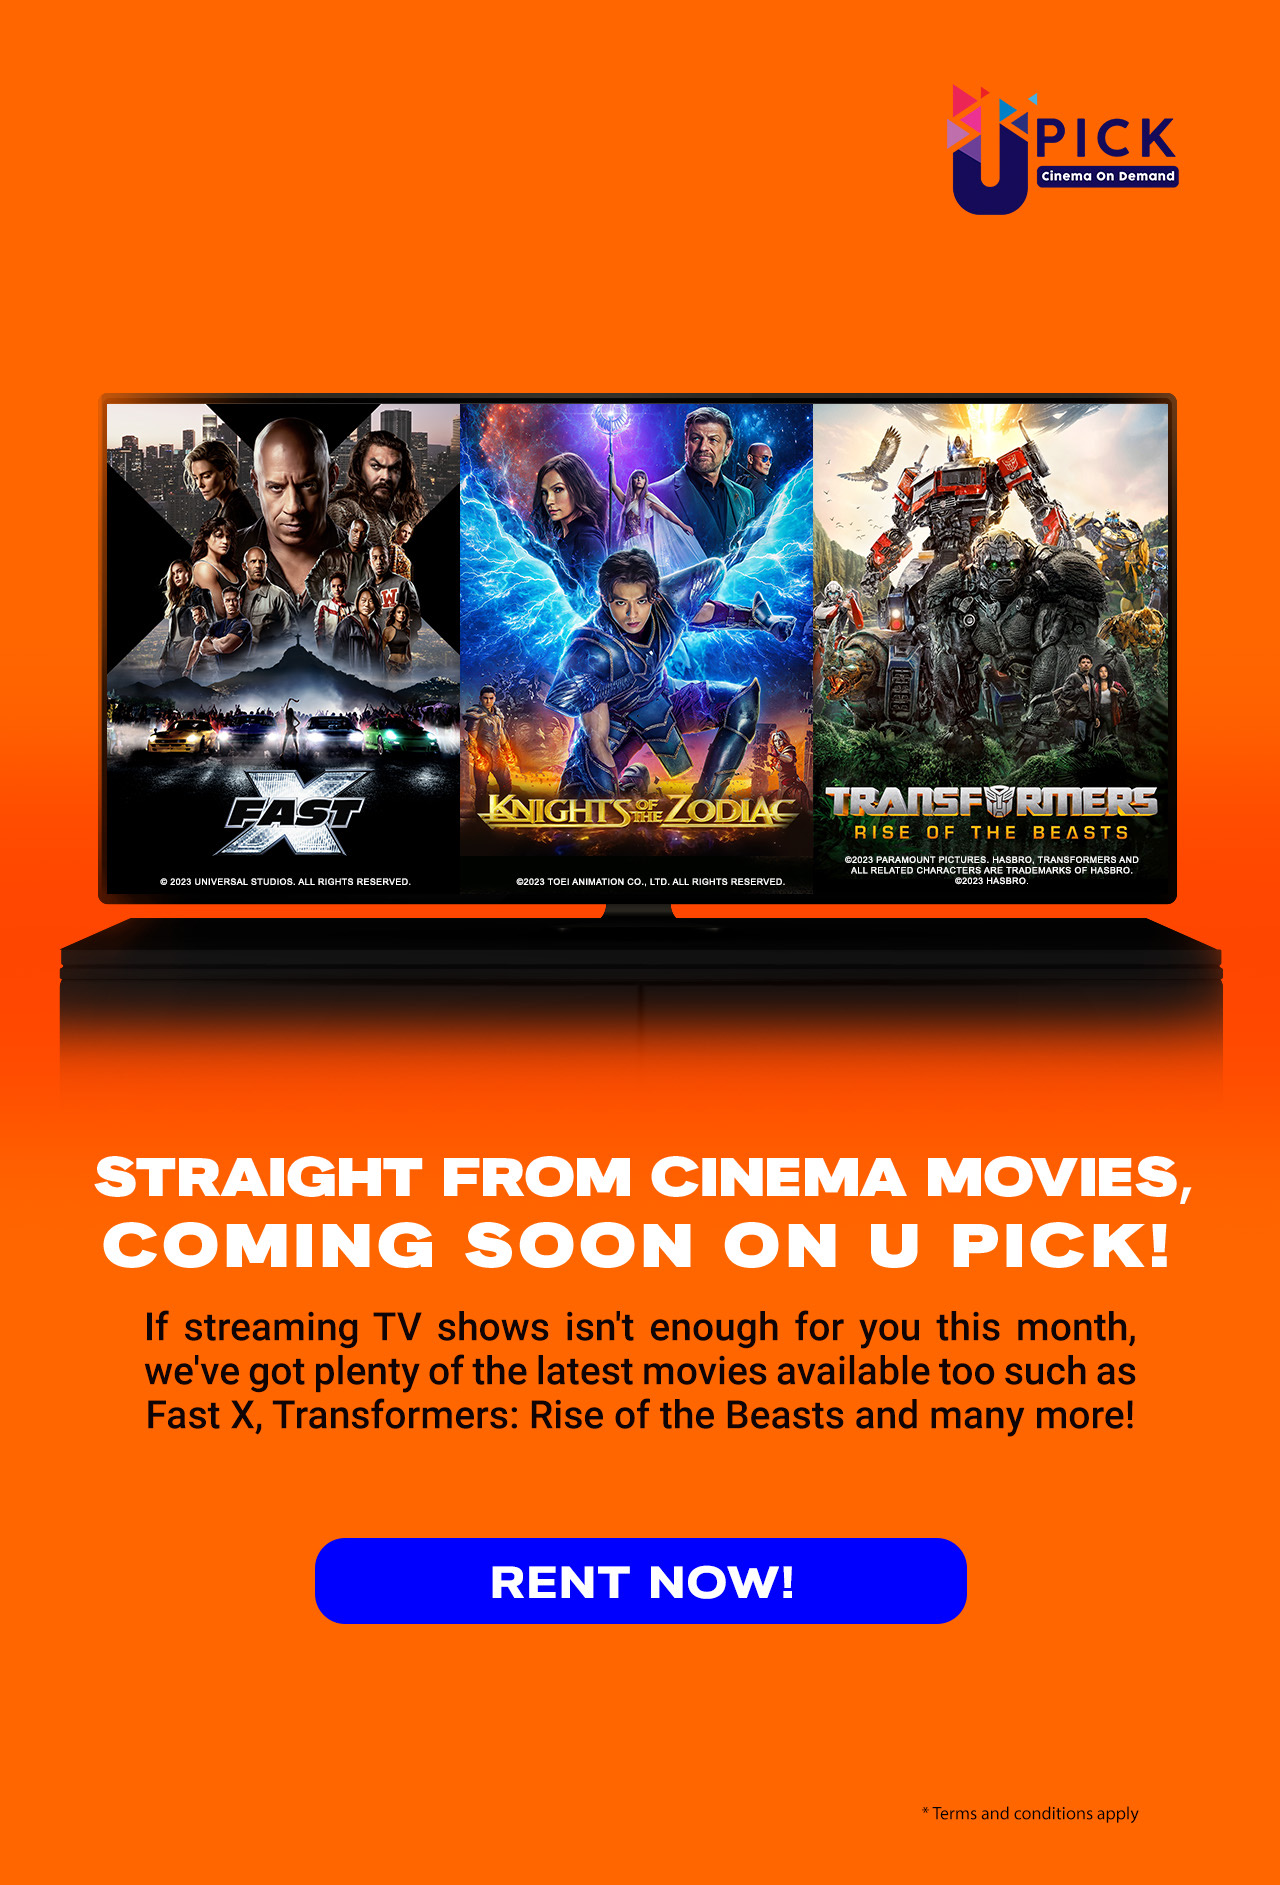 U PICK
Cinema On Demand
W
FAST X
© 2023 UNIVERSAL STUDIOS. ALL RIGHTS RESERVED.
KNIGHTS OF THE ZODIAC
©2023 TOEI ANIMATION CO., LTD. ALL RIGHTS RESERVED.
TRANSFORMERS
RISE OF THE BEASTS
©2023 PARAMOUNT PICTURES. HASBRO, TRANSFORMERS AND
ALL RELATED CHARACTERS ARE TRADEMARKS OF HASBRO.
©2023 HASBRO.
STRAIGHT FROM CINEMA MOVIES,
COMING SOON ON U PICK!
If streaming TV shows isn't enough for you this month,
we've got plenty of the latest movies available too such as
Fast X, Transformers: Rise of the Beasts and many more!
RENT NOW!
* Terms and conditions apply